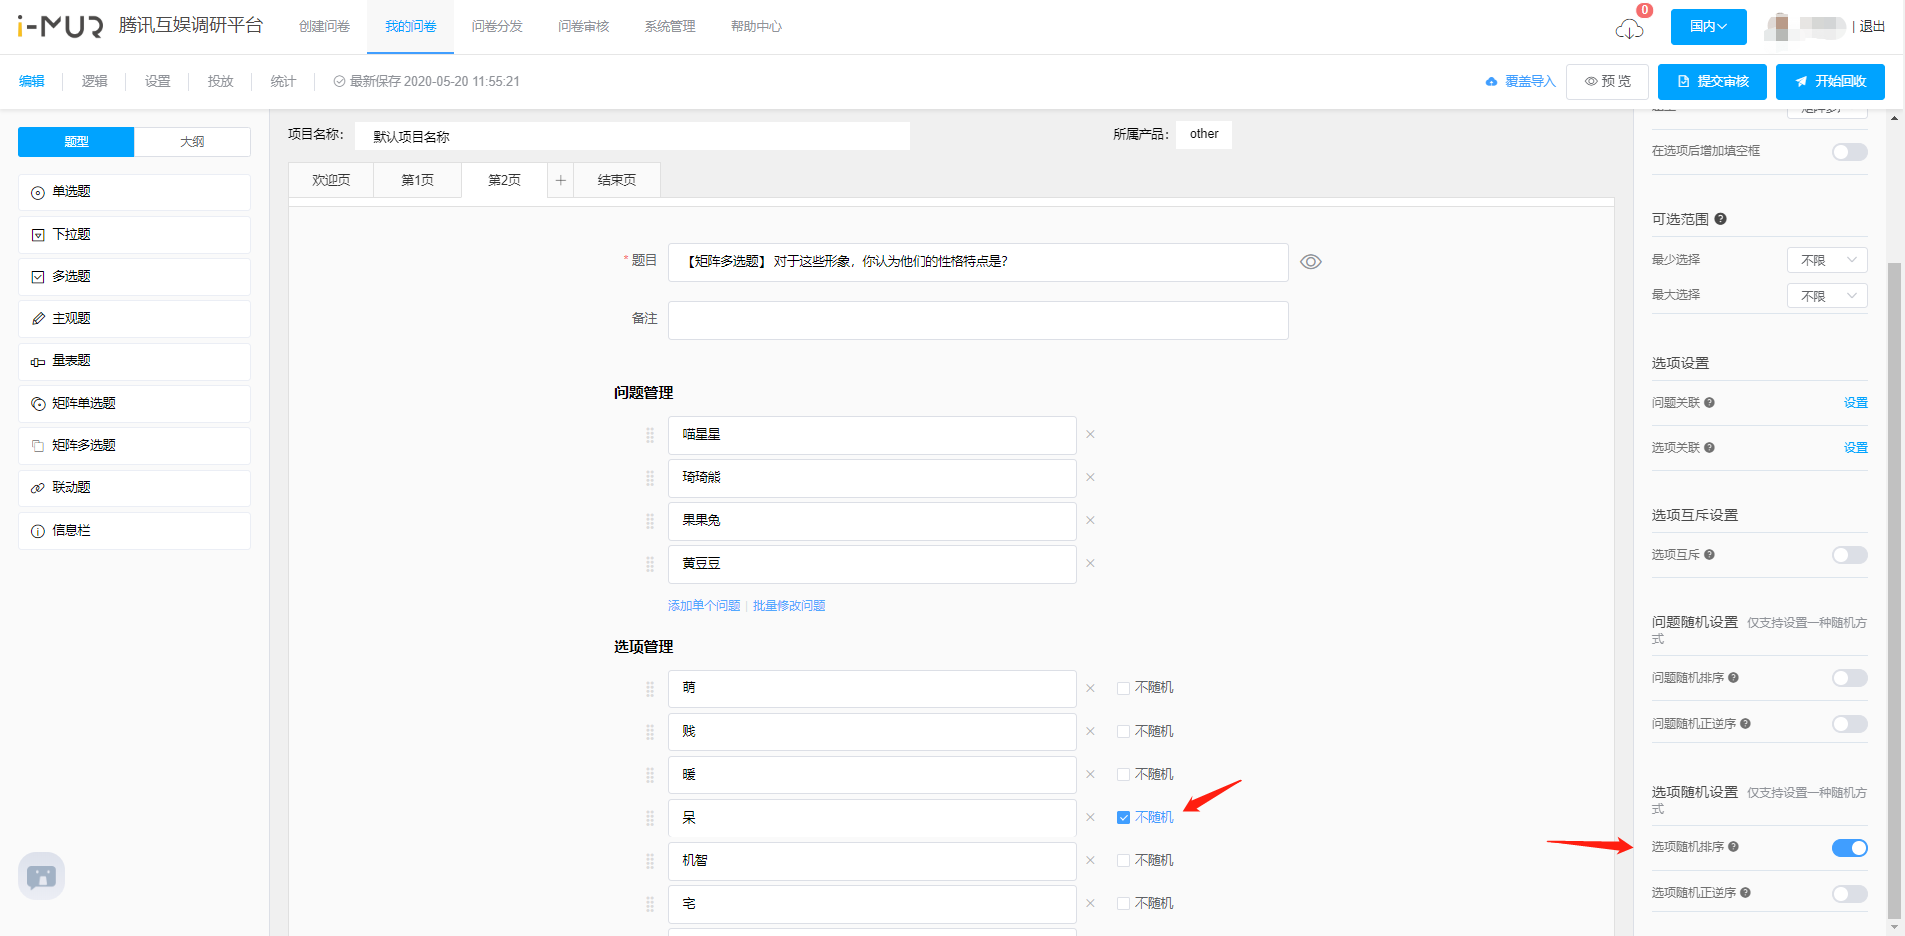 i-MUR 腾讯互娱调研平台 创建问卷 我的问卷 问卷分发 问卷审核 系统管理 帮助中心 0 国内 | 退出
编辑 逻辑 设置 投放 统计 最新保存 2020-05-20 11:55:21 覆盖导入 预 览 提交审核 开始回收
题型 大纲
单选题
下拉题
多选题
主观题
量表题
矩阵单选题
矩阵多选题
联动题
信息栏
项目名称： 默认项目名称 所属产品： other
欢迎页 第1页 第2页 + 结束页
* 题目 【矩阵多选题】 对于这些形象，你认为他们的性格特点是?
备注
问题管理
喵星星 ×
琦琦熊 ×
果果兔 ×
黄豆豆 ×
添加单个问题 | 批量修改问题
选项管理
萌 × 不随机
贱 × 不随机
暖 × 不随机
呆 × 不随机
机智 × 不随机
宅 × 不随机
在选项后增加填空框
可选范围 ?
最少选择 不限
最大选择 不限
选项设置
问题关联 ? 设置
选项关联 ? 设置
选项互斥设置
选项互斥 ?
问题随机设置 仅支持设置一种随机方
式
问题随机排序 ?
问题随机正逆序 ?
选项随机设置 仅支持设置一种随机方
式
选项随机排序 ?
选项随机正逆序 ?